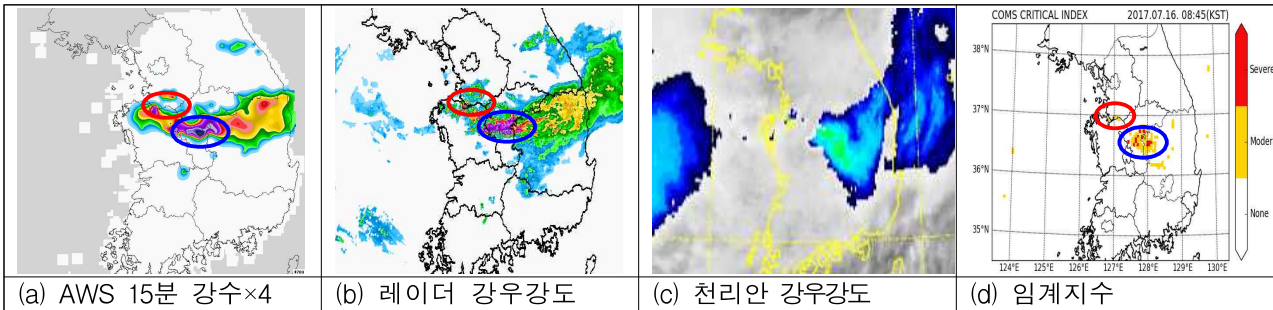 COMS CRITICAL INDEX 2017.07.16. 08:45(KST)
38°N
37°N
36°N
35°N
124°E 125°E 126°E 127°E 128°E 129°E 130°E
Severe
Moder
None
(a) AWS 15분 강수×4
(b) 레이더 강우강도
(c) 천리안 강우강도
(d) 임계지수